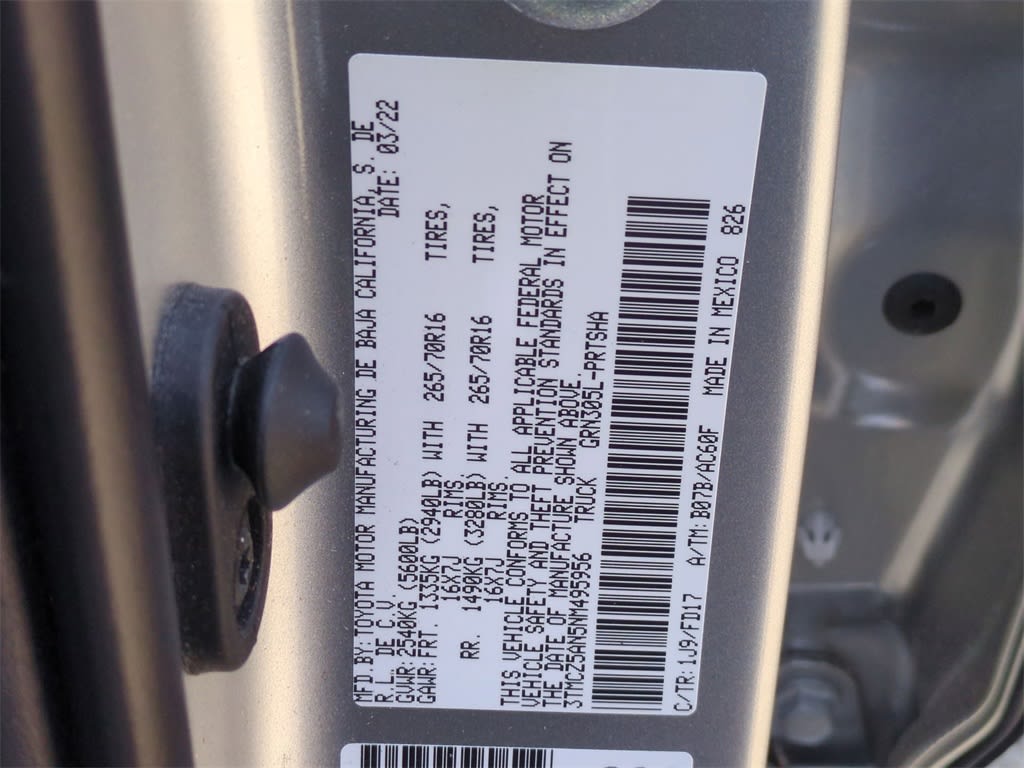 MFD.BY:TOYOTA MOTOR MANUFACTURING DE BAJA CALIFORNIA, S. DE
R.L. DE C.V. DATE: 03/22
GVWR:2540KG (5600LB)
GAWR:FRT. 1335KG (2940LB) WITH 265/70R16 TIRES,
16X7J RIMS.
RR. 1490KG (3280LB) WITH 265/70R16 TIRES,
16X7J RIMS.
THIS VEHICLE CONFORMS TO ALL APPLICABLE FEDERAL MOTOR
VEHICLE SAFETY AND THEFT PREVENTION STANDARDS IN EFFECT ON
THE DATE OF MANUFACTURE SHOWN ABOVE.
3TMCZ5AN5NM495956 TRUCK GRN305L-PRTSHA
C/TR:1J9/FD17 A/TM:B07B/AC60F MADE IN MEXICO 826